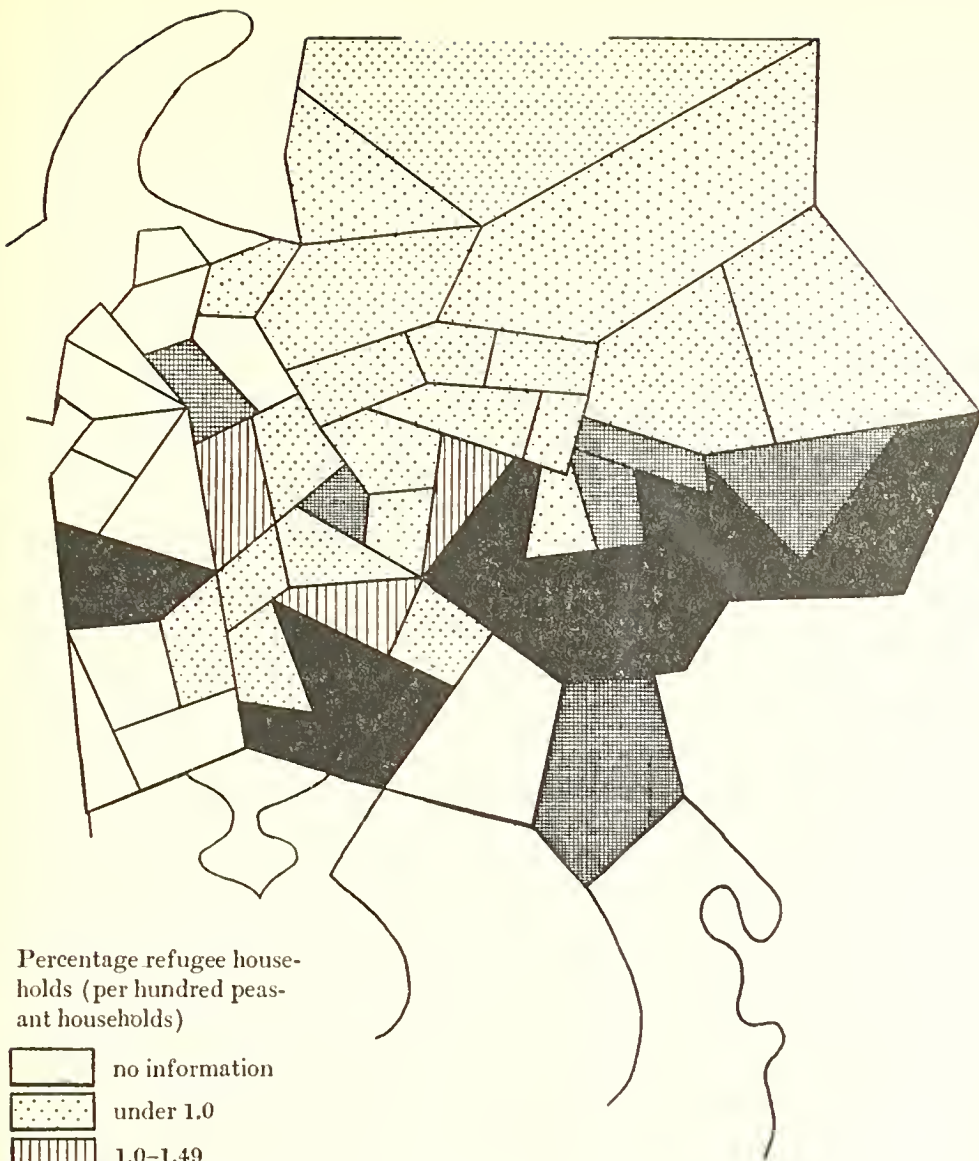 Percentage refugee house-
holds (per hundred peas-
ant households)
no information
under 1.0
1.0–1.49